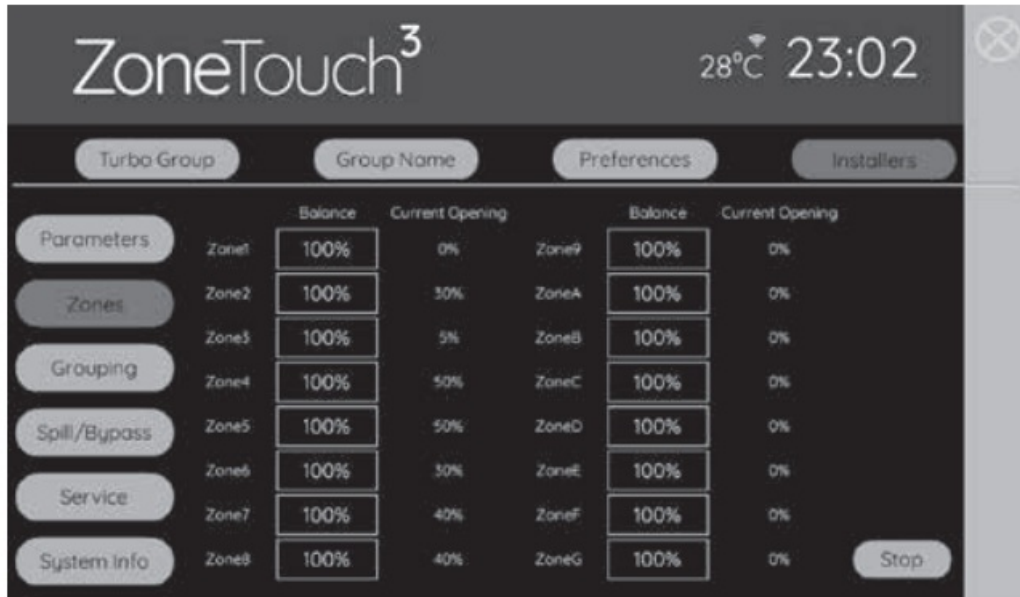 ZoneTouch³
28°C 23:02
Turbo Group Group Name Preferences Installers
Balance Current Opening Balance Current Opening
Parameters
Zone1 100% 0% Zone9 100% 0%
Zones
Zone2 100% 30% ZoneA 100% 0%
Zone3 100% 5% ZoneB 100% 0%
Grouping
Zone4 100% 50% ZoneC 100% 0%
Spill/Bypass
Zone5 100% 50% ZoneD 100% 0%
Zone6 100% 30% ZoneE 100% 0%
Service
Zone7 100% 40% ZoneF 100% 0%
System Info
Zone8 100% 40% ZoneG 100% 0%
Stop